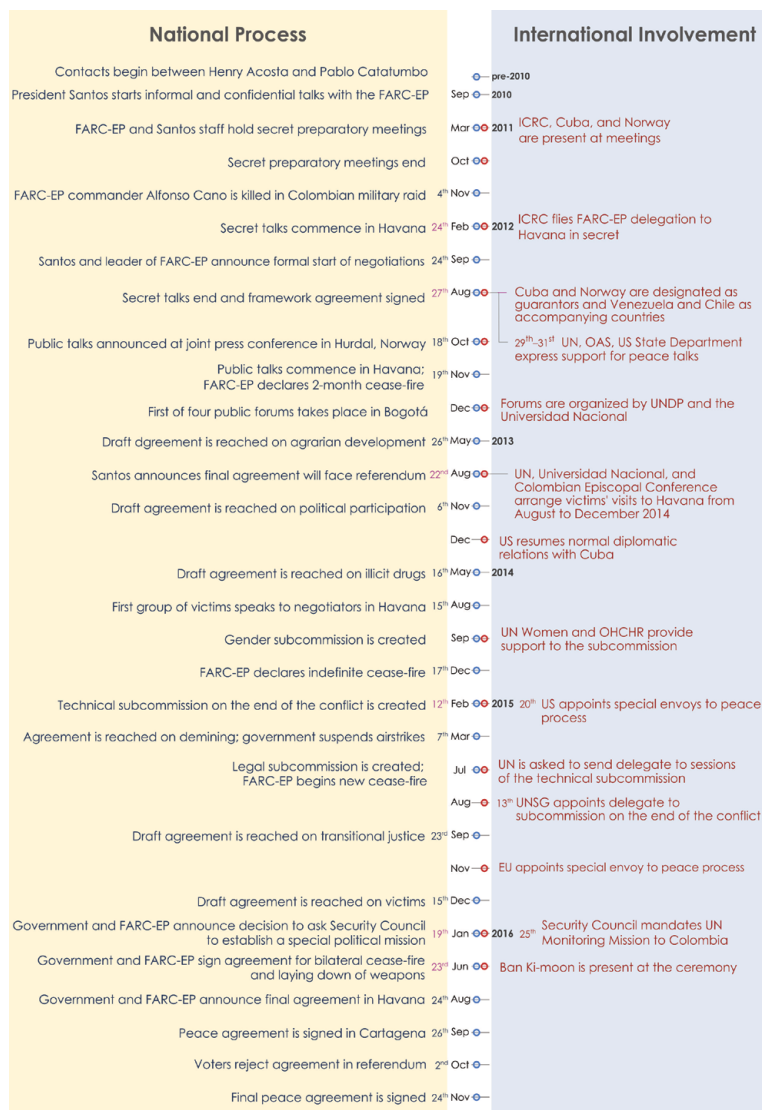 National Process
International Involvement
Contacts begin between Henry Acosta and Pablo Catatumbo
pre-2010
President Santos starts informal and confidential talks with the FARC-EP
Sep
2010
FARC-EP and Santos staff hold secret preparatory meetings
Mar
2011
ICRC, Cuba, and Norway
are present at meetings
Secret preparatory meetings end
Oct
FARC-EP commander Alfonso Cano is killed in Colombian military raid
4th Nov
Secret talks commence in Havana
24th Feb
2012
ICRC flies FARC-EP delegation to
Havana in secret
Santos and leader of FARC-EP announce formal start of negotiations
24th Sep
Secret talks end and framework agreement signed
27th Aug
Cuba and Norway are designated as
guarantors and Venezuela and Chile as
accompanying countries
29th–31st UN, OAS, US State Department
express support for peace talks
Public talks announced at joint press conference in Hurdal, Norway
18th Oct
Public talks commence in Havana;
FARC-EP declares 2-month cease-fire
19th Nov
First of four public forums takes place in Bogotá
Dec
Forums are organized by UNDP and the
Universidad Nacional
Draft dgreement is reached on agrarian development
26th May
2013
Santos announces final agreement will face referendum
22nd Aug
UN, Universidad Nacional, and
Colombian Episcopal Conference
arrange victims' visits to Havana from
August to December 2014
Draft agreement is reached on political participation
6th Nov
Dec
US resumes normal diplomatic
relations with Cuba
Draft agreement is reached on illicit drugs
16th May
2014
First group of victims speaks to negotiators in Havana
15th Aug
Gender subcommission is created
Sep
UN Women and OHCHR provide
support to the subcommission
FARC-EP declares indefinite cease-fire
17th Dec
Technical subcommission on the end of the conflict is created
12th Feb
2015
20th US appoints special envoys to peace
process
Agreement is reached on demining; government suspends airstrikes
7th Mar
Legal subcommission is created;
FARC-EP begins new cease-fire
Jul
UN is asked to send delegate to sessions
of the technical subcommission
Aug
13th UNSG appoints delegate to
subcommission on the end of the conflict
Draft agreement is reached on transitional justice
23rd Sep
Nov
EU appoints special envoy to peace process
Draft agreement is reached on victims
15th Dec
Government and FARC-EP announce decision to ask Security Council
to establish a special political mission
19th Jan
2016
25th Security Council mandates UN
Monitoring Mission to Colombia
Government and FARC-EP sign agreement for bilateral cease-fire
and laying down of weapons
23rd Jun
Ban Ki-moon is present at the ceremony
Government and FARC-EP announce final agreement in Havana
24th Aug
Peace agreement is signed in Cartagena
26th Sep
Voters reject agreement in referendum
2nd Oct
Final peace agreement is signed
24th Nov